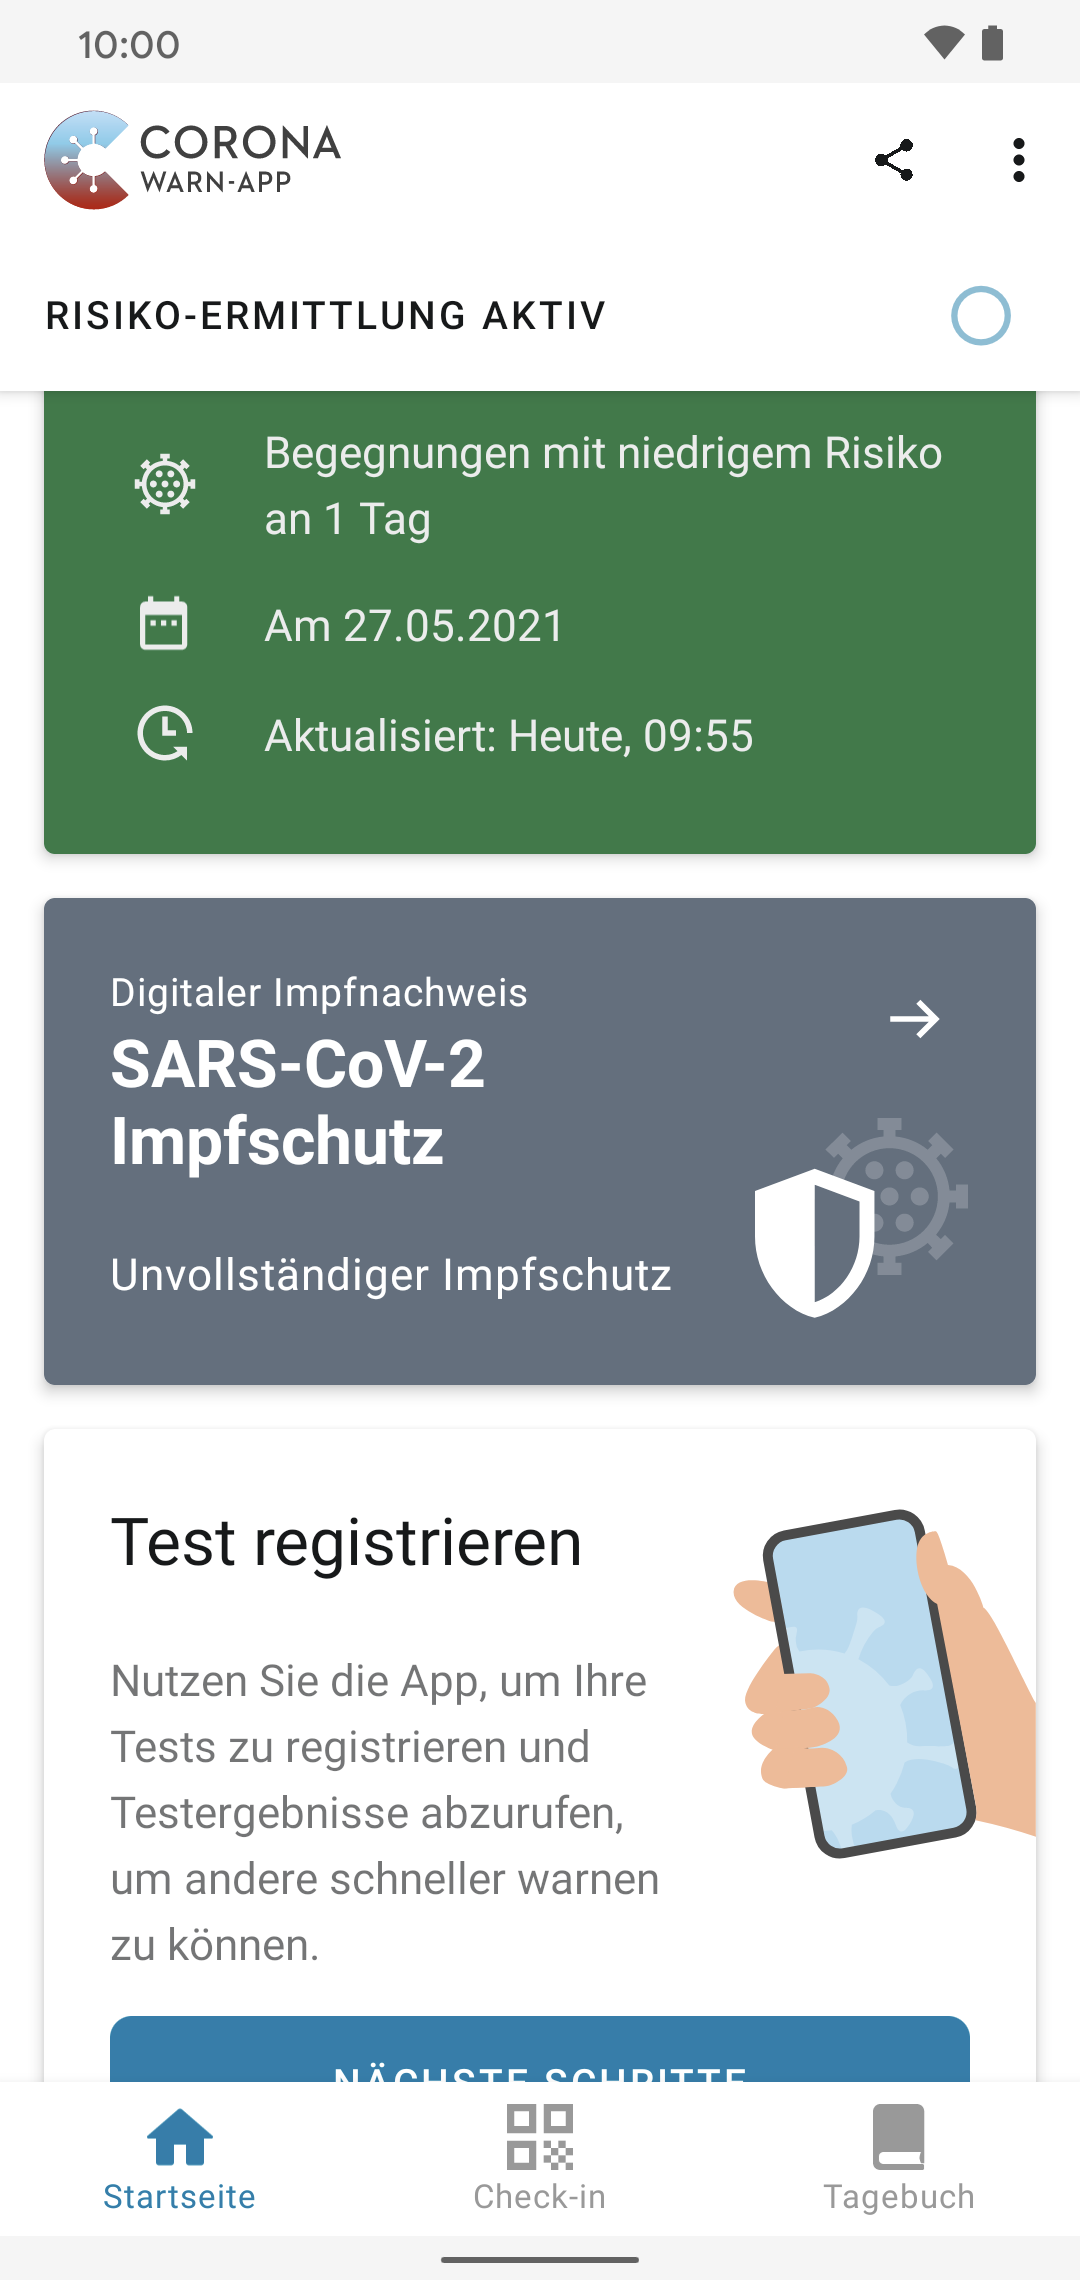 10:00
CORONA
WARN-APP
RISIKO-ERMITTLUNG AKTIV
Begegnungen mit niedrigem Risiko
an 1 Tag
Am 27.05.2021
Aktualisiert: Heute, 09:55
Digitaler Impfnachweis
SARS-CoV-2
Impfschutz
Unvollständiger Impfschutz
Test registrieren
Nutzen Sie die App, um Ihre
Tests zu registrieren und
Testergebnisse abzurufen,
um andere schneller warnen
zu können.
NÄCHSTE SCHRITTE
Startseite
Check-in
Tagebuch